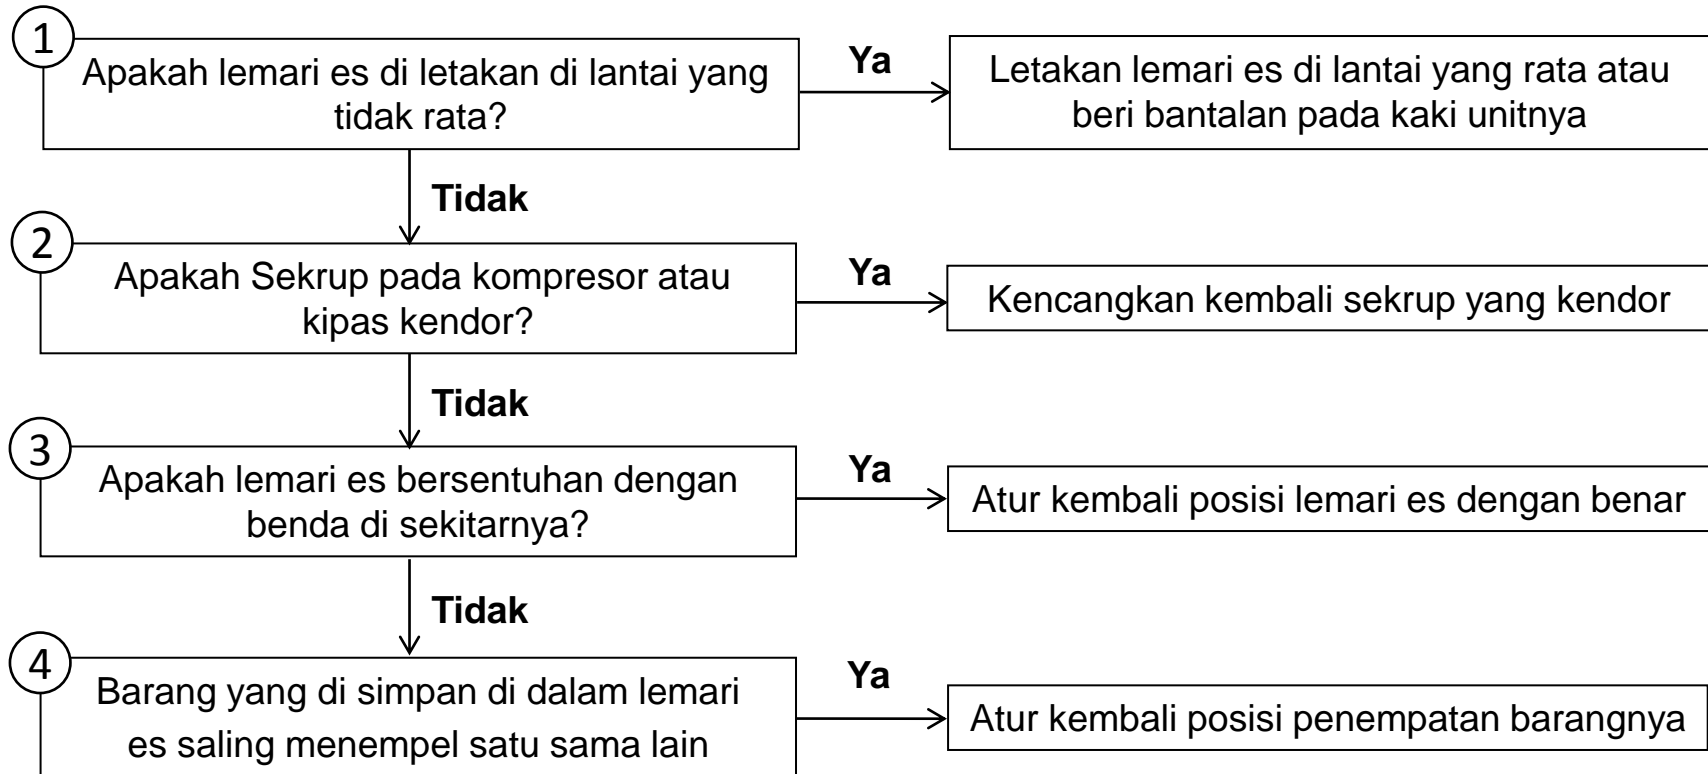 1
Apakah lemari es di letakan di lantai yang
tidak rata?
Ya
Letakan lemari es di lantai yang rata atau
beri bantalan pada kaki unitnya
Tidak
2
Apakah Sekrup pada kompresor atau
kipas kendor?
Ya
Kencangkan kembali sekrup yang kendor
Tidak
3
Apakah lemari es bersentuhan dengan
benda di sekitarnya?
Ya
Atur kembali posisi lemari es dengan benar
Tidak
4
Barang yang di simpan di dalam lemari
es saling menempel satu sama lain
Ya
Atur kembali posisi penempatan barangnya